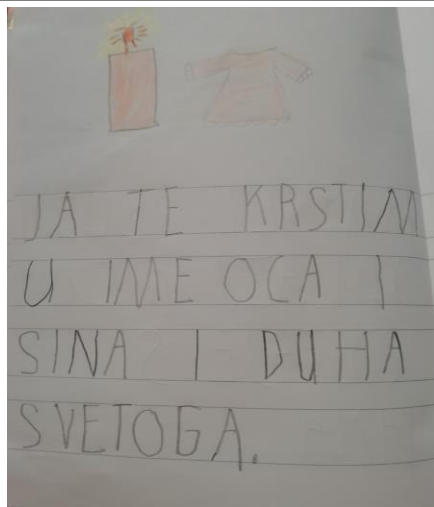 JA TE KRSTIM
U IME OCA I
SINA I DUHA
SVETOGA.